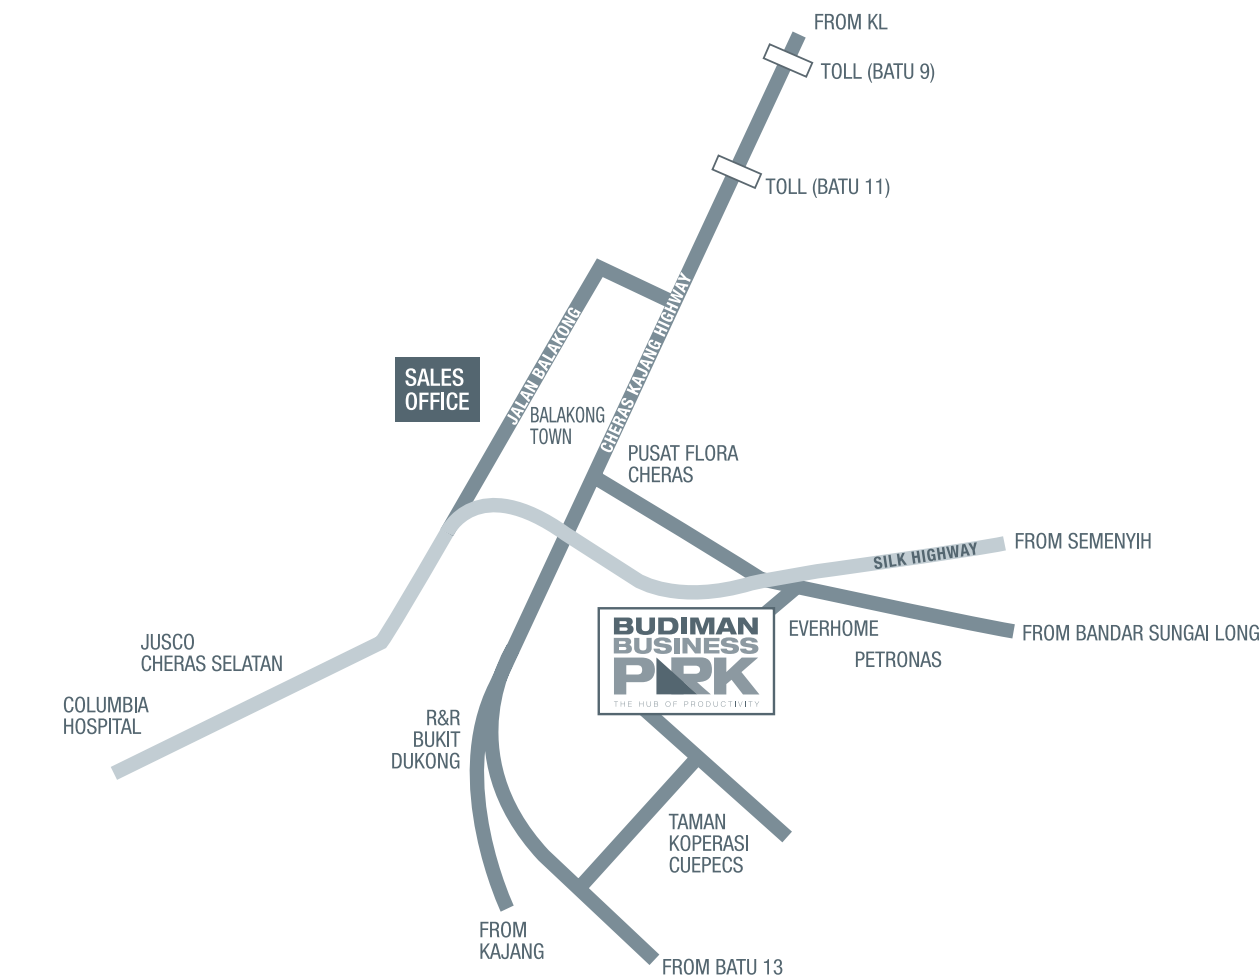 FROM KL
TOLL (BATU 9)
TOLL (BATU 11)
JALAN BALAKONG
CHERAS KAJANG HIGHWAY
SALES
OFFICE
BALAKONG
TOWN
PUSAT FLORA
CHERAS
SILK HIGHWAY
FROM SEMENYIH
BUDIMAN
BUSINESS
PARK
THE HUB OF PRODUCTIVITY
EVERHOME
FROM BANDAR SUNGAI LONG
PETRONAS
JUSCO
CHERAS SELATAN
COLUMBIA
HOSPITAL
R&R
BUKIT
DUKONG
TAMAN
KOPERASI
CUEPECS
FROM
KAJANG
FROM BATU 13